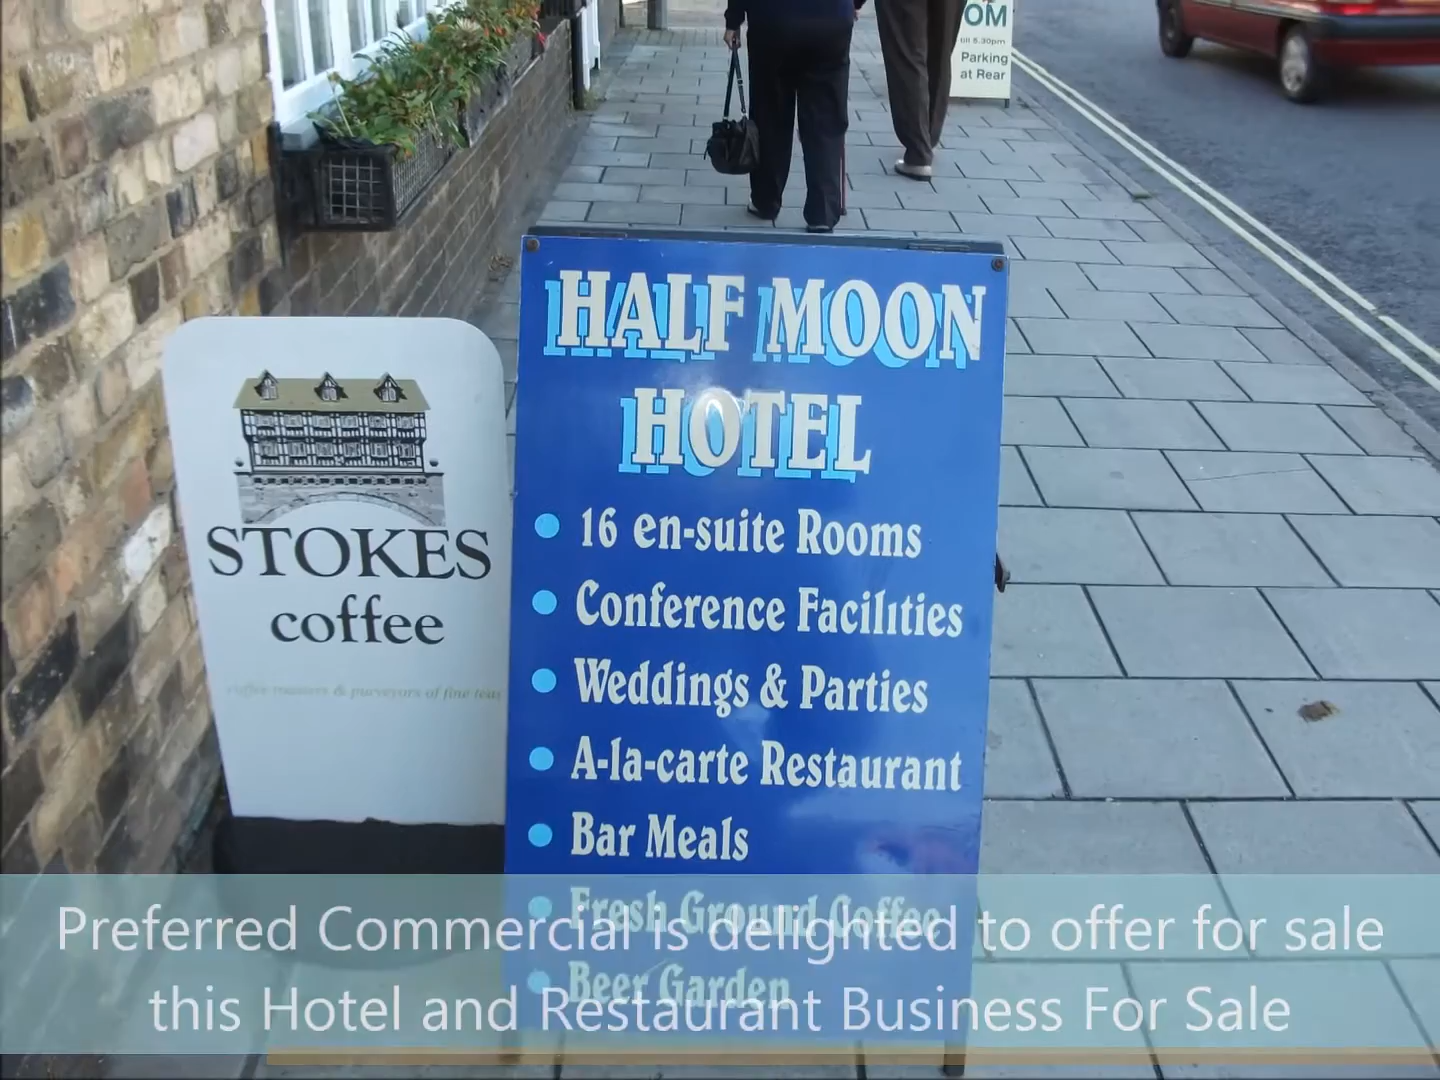 OM
till 5.30pm
Parking
at Rear
HALF MOON
HOTEL
16 en-suite Rooms
Conference Facilities
Weddings & Parties
A-la-carte Restaurant
Bar Meals
Fresh Ground Coffee
Beer Garden
STOKES
coffee
coffee roasters & purveyors of fine teas
Preferred Commercial is delighted to offer for sale
this Hotel and Restaurant Business For Sale